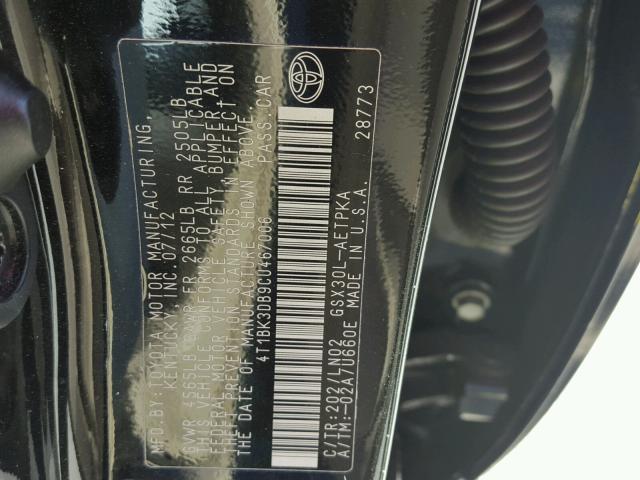 MFD. BY:TOYOTA MOTOR MANUFACTURING,
KENTUCKY, INC. 07/12
GVWR 4565LB GAWR FR 2665LB RR 2505LB
THIS VEHICLE CONFORMS TO ALL APPLICABLE
FEDERAL MOTOR VEHICLE SAFETY, BUMPER, AND
THEFT PREVENTION STANDARDS IN EFFECT ON
THE DATE OF MANUFACTURE SHOWN ABOVE.
4T1BK3DB9CU467006 PASS.CAR
C/TR:202/LN02 GSX30L-AETPKA
A/TM:-02A/U660E MADE IN U.S.A. 28773